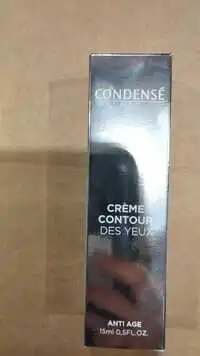 CONDENSÉ
CRÈME
CONTOUR
DES YEUX
ANTI AGE
15ml 0,5FL.OZ.